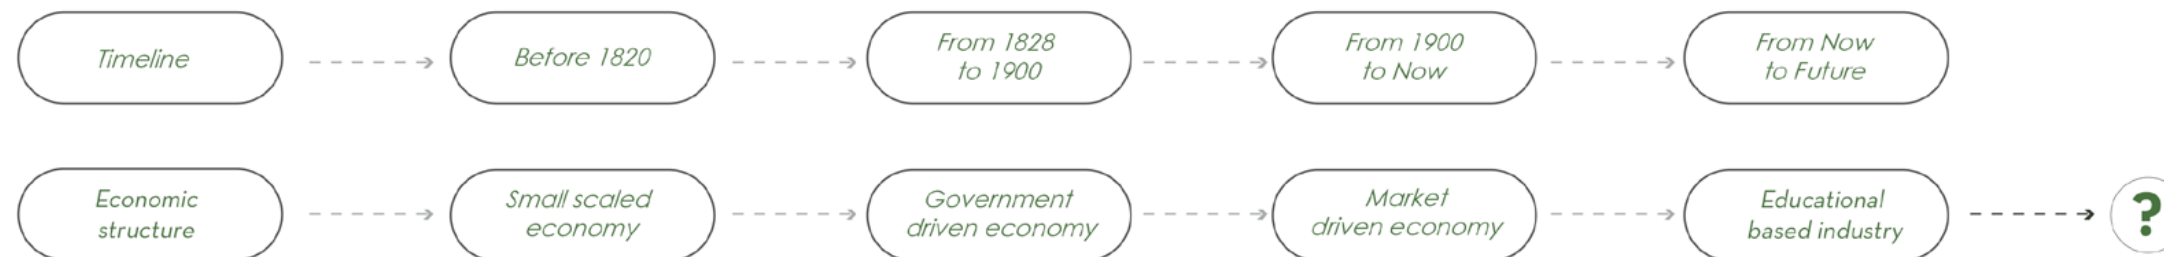 Timeline
Before 1820
From 1828
to 1900
From 1900
to Now
From Now
to Future
Economic
structure
Small scaled
economy
Government
driven economy
Market
driven economy
Educational
based industry
?